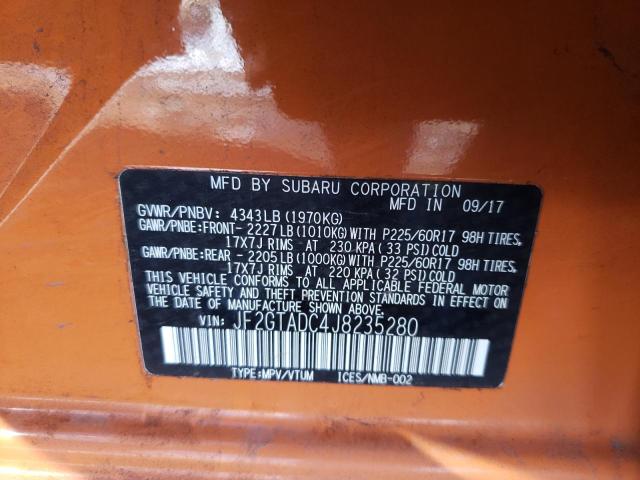 MFD BY SUBARU CORPORATION
MFD IN 09/17
GVWR/PNBV: 4343LB(1970KG)
GAWR/PNBE:FRONT-2227LB(1010KG)WITH P225/60R17 98H TIRES,
17X7J RIMS AT 230 KPA(33 PSI)COLD
GAWR/PNBE:REAR -2205LB(1000KG)WITH P225/60R17 98H TIRES,
17X7J RIMS AT 220 KPA(32 PSI)COLD
THIS VEHICLE CONFORMS TO ALL APPLICABLE FEDERAL MOTOR
VEHICLE SAFETY AND THEFT PREVENTION STANDARDS IN EFFECT
ON THE DATE OF MANUFACTURE SHOWN ABOVE.
VIN: JF2GTADC4J8235280
TYPE:MPV/VTUM ICES/NMB-002